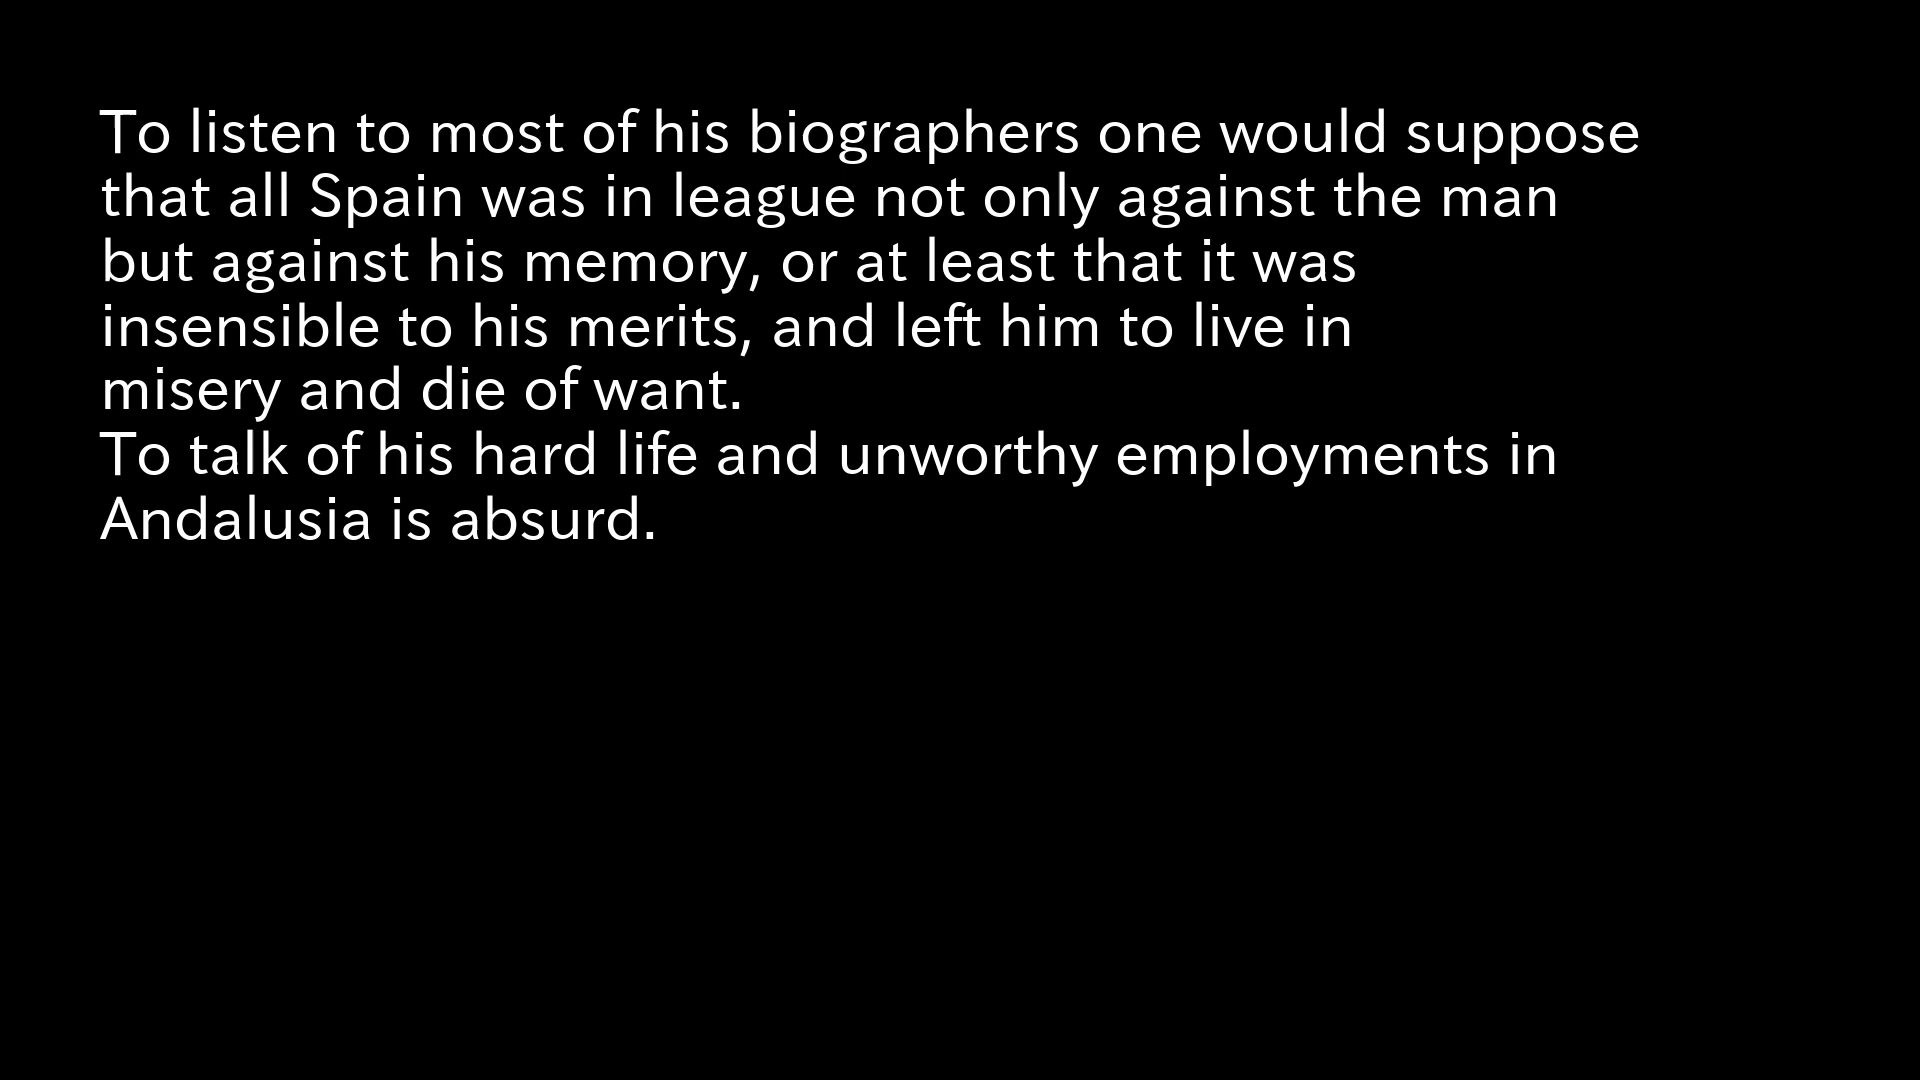 To listen to most of his biographers one would suppose
that all Spain was in league not only against the man
but against his memory, or at least that it was
insensible to his merits, and left him to live in
misery and die of want.
To talk of his hard life and unworthy employments in
Andalusia is absurd.